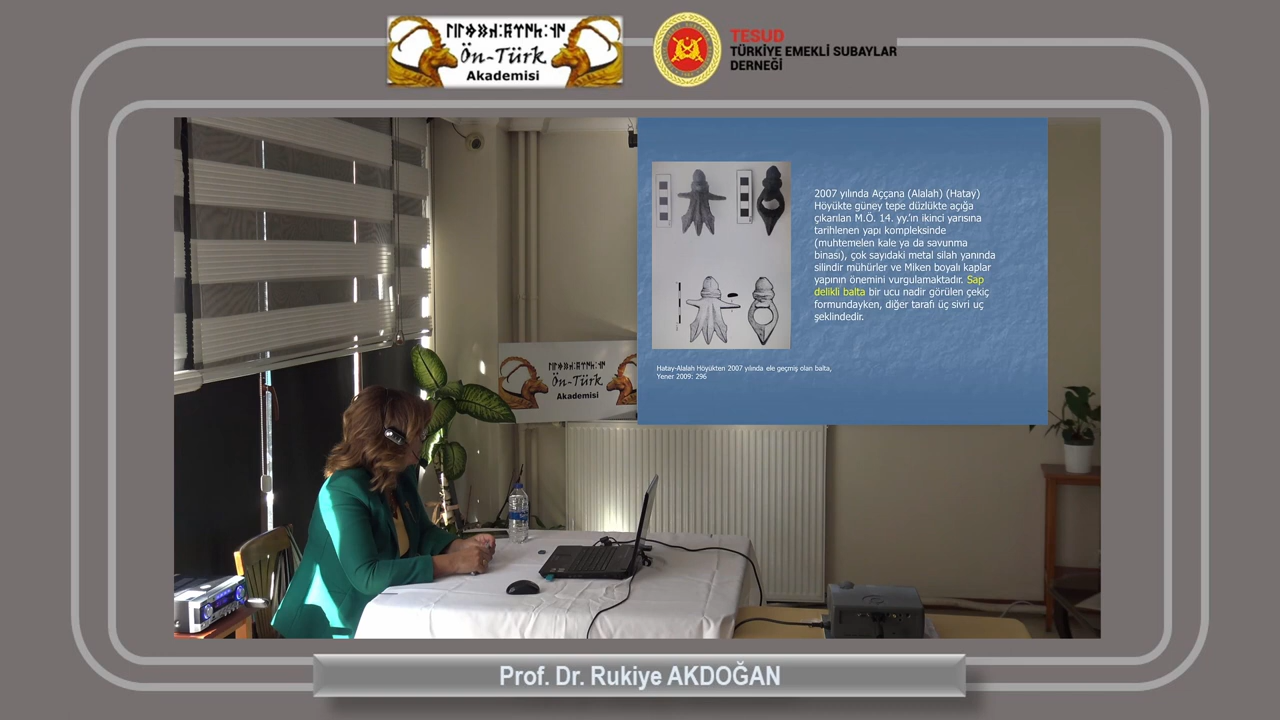 Ön-Türk
Akademisi
TESUD
TÜRKİYE EMEKLİ SUBAYLAR
DERNEĞİ
2007 yılında Aççana (Alalah) (Hatay)
Höyükte güney tepe düzlükte açığa
çıkarılan M.Ö. 14. yy.'ın ikinci yarısına
tarihlenen yapı kompleksinde
(muhtemelen kale ya da savunma
binası), çok sayıdaki metal silah yanında
silindir mühürler ve Miken boyalı kaplar
yapının önemini vurgulamaktadır. Sap
delikli balta bir ucu nadir görülen çekiç
formundayken, diğer tarafı üç sivri uç
şeklindedir.
Hatay-Alalah Höyükten 2007 yılında ele geçmiş olan balta,
Yener 2009: 296
Ön-Türk
Akademisi
Prof. Dr. Rukiye AKDOĞAN